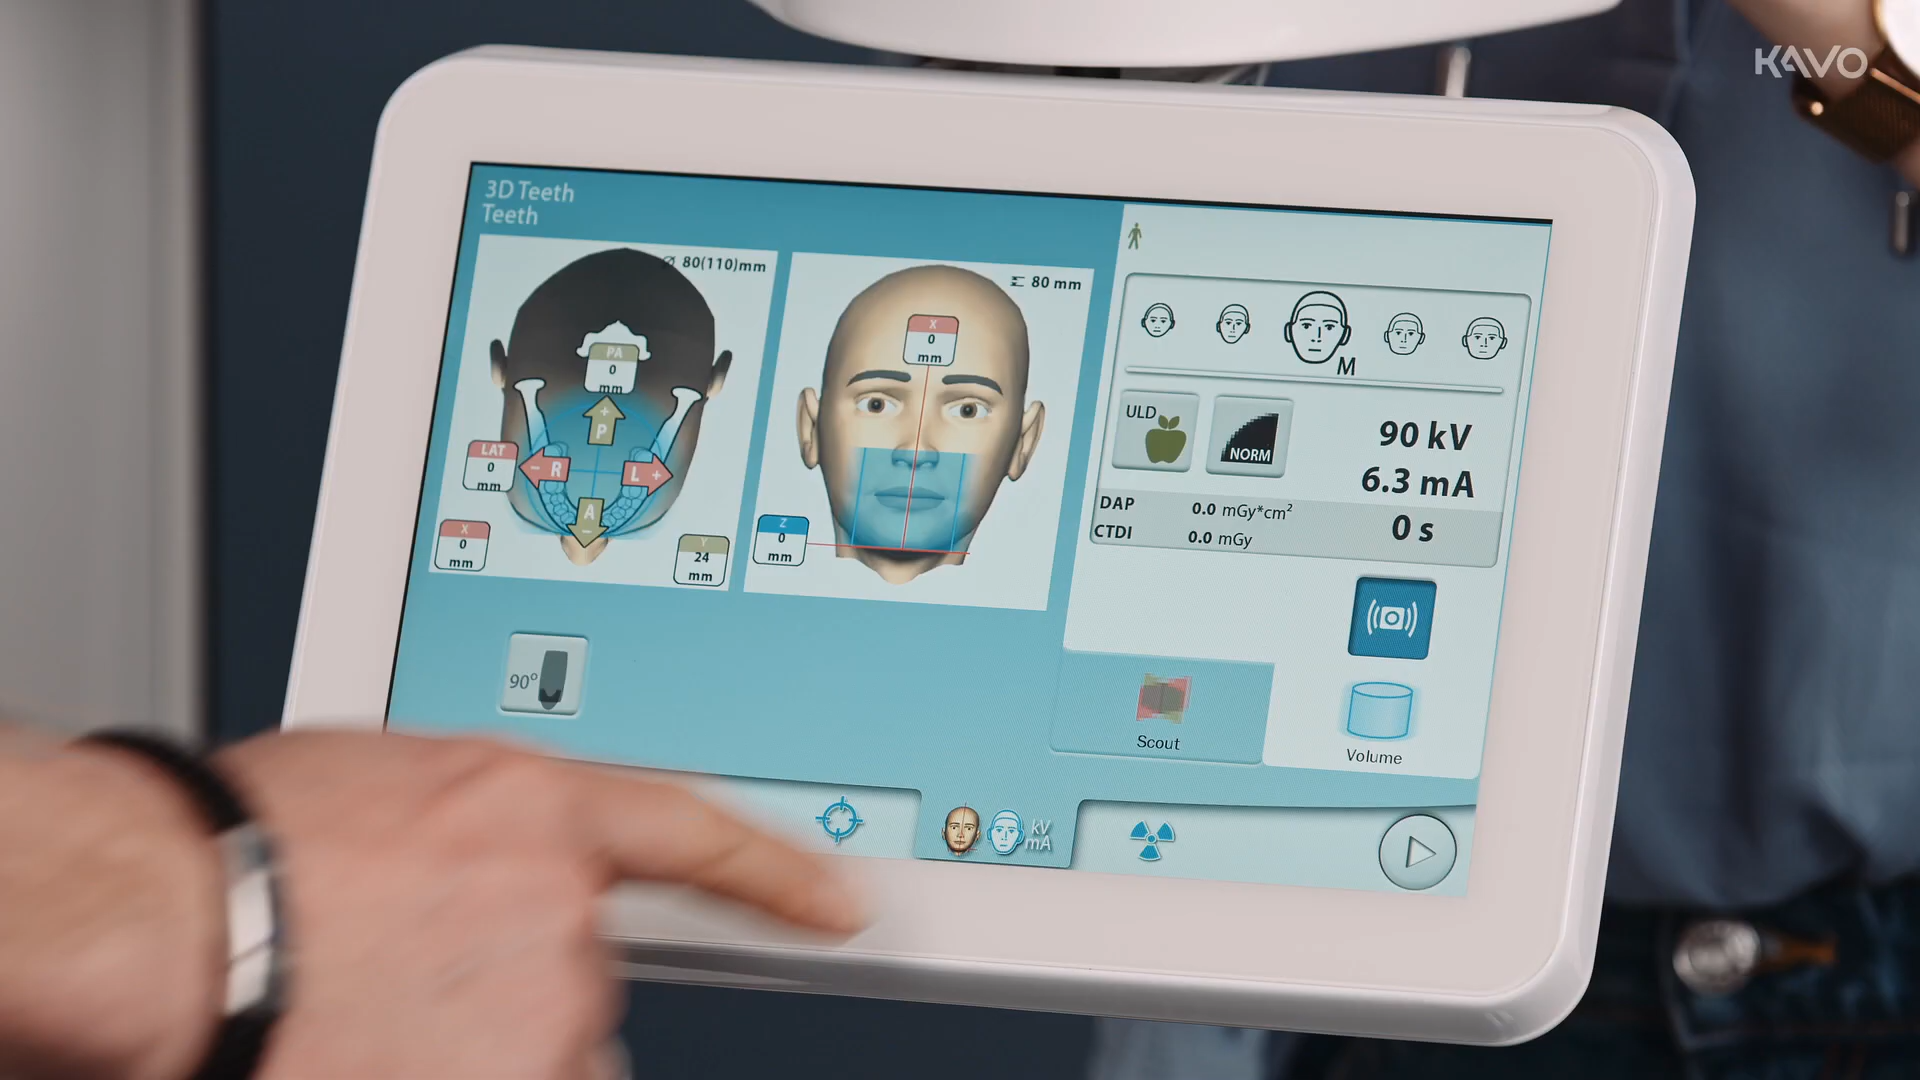 KAVO
3D Teeth
Teeth
Ø 80(110)mm
80 mm
PA
0
mm
+
P
LAT
0
mm
- R
L +
A
-
X
0
mm
Y
24
mm
X
0
mm
Z
0
mm
M
ULD
NORM
90 kV
6.3 mA
DAP 0.0 mGy*cm²
CTDI 0.0 mGy
0 s
90°
Scout
Volume
kV
mA